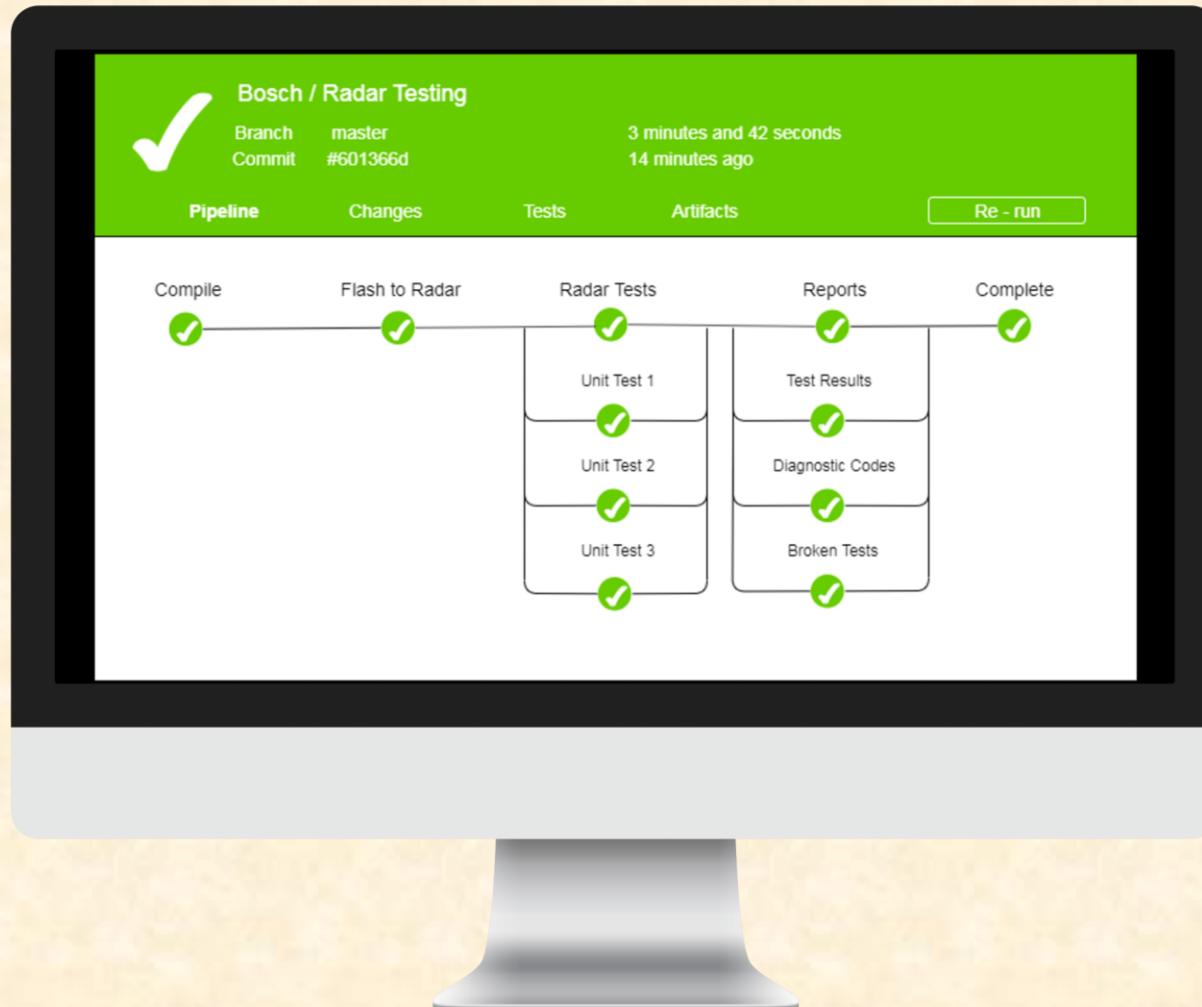 Bosch / Radar Testing
Branch master 3 minutes and 42 seconds
Commit #601366d 14 minutes ago
Pipeline Changes Tests Artifacts Re - run
Compile Flash to Radar Radar Tests Reports Complete
Unit Test 1 Test Results
Unit Test 2 Diagnostic Codes
Unit Test 3 Broken Tests